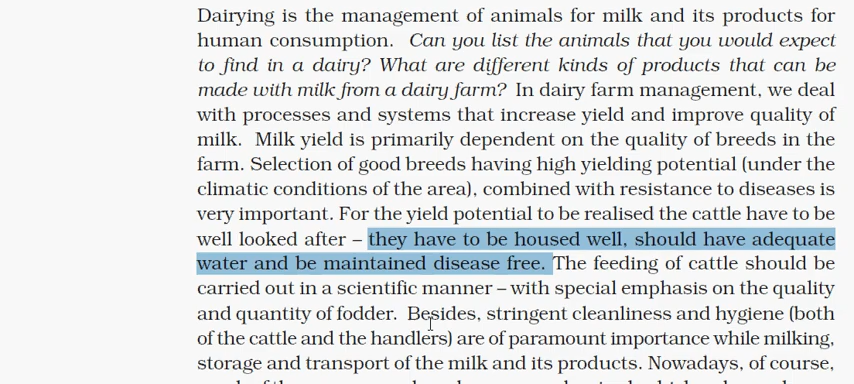 Dairying is the management of animals for milk and its products for
human consumption. Can you list the animals that you would expect
to find in a dairy? What are different kinds of products that can be
made with milk from a dairy farm? In dairy farm management, we deal
with processes and systems that increase yield and improve quality of
milk. Milk yield is primarily dependent on the quality of breeds in the
farm. Selection of good breeds having high yielding potential (under the
climatic conditions of the area), combined with resistance to diseases is
very important. For the yield potential to be realised the cattle have to be
well looked after – they have to be housed well, should have adequate
water and be maintained disease free. The feeding of cattle should be
carried out in a scientific manner – with special emphasis on the quality
and quantity of fodder. Besides, stringent cleanliness and hygiene (both
of the cattle and the handlers) are of paramount importance while milking,
storage and transport of the milk and its products. Nowadays, of course,